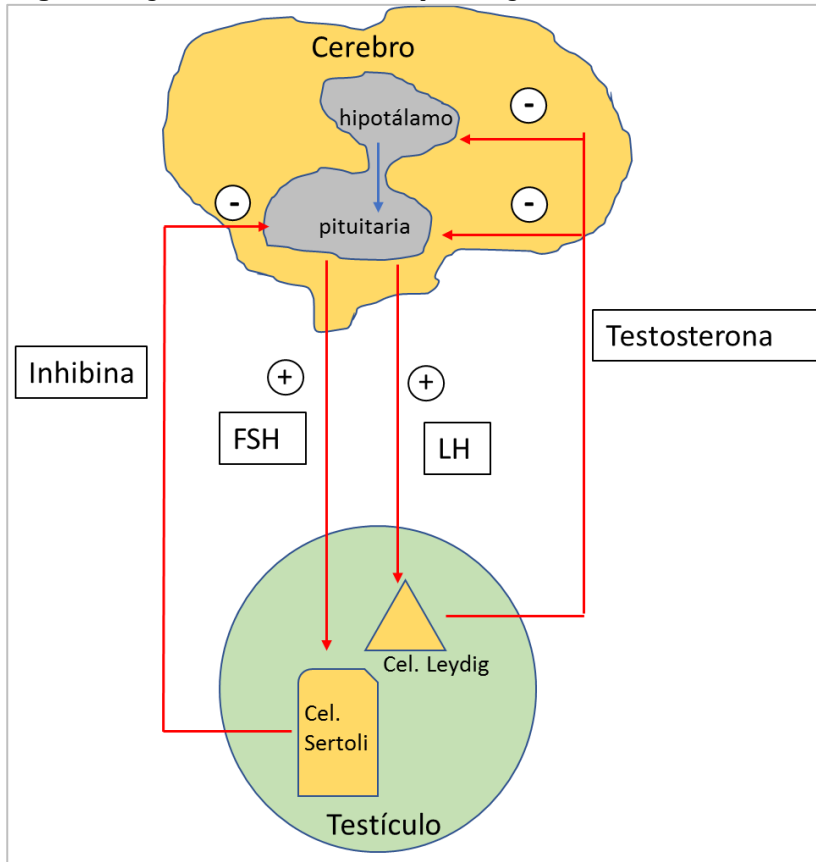 Cerebro
-
hipotálamo
-
-
pituitaria
Testosterona
Inhibina
+
+
FSH
LH
Cel. Leydig
Cel.
Sertoli
Testículo